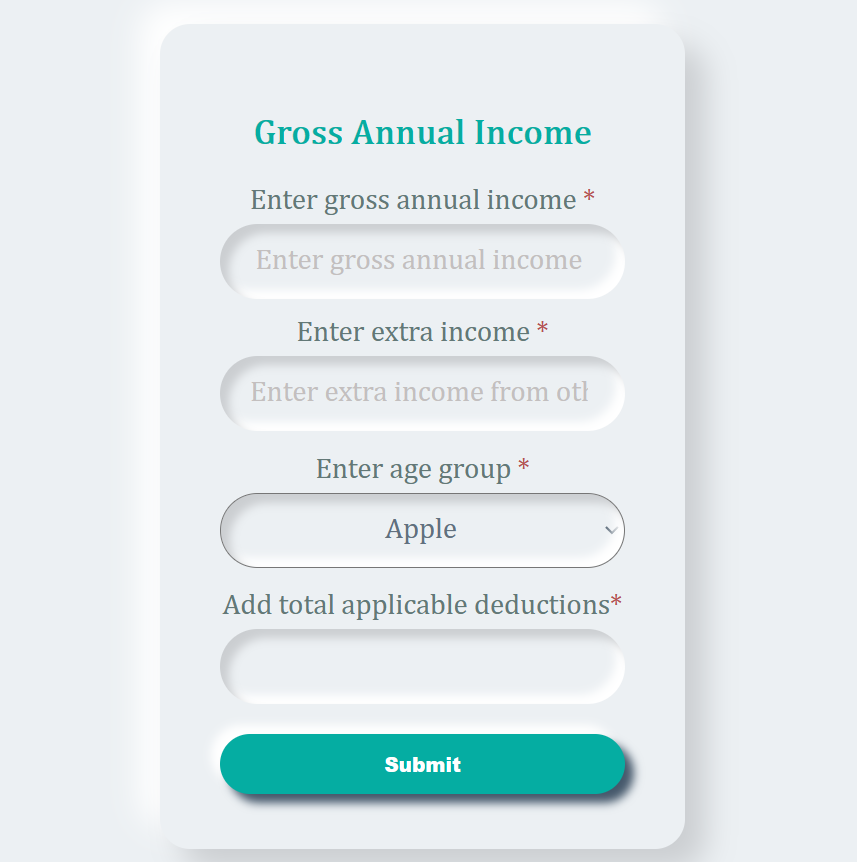 Gross Annual Income
Enter gross annual income *
Enter gross annual income
Enter extra income *
Enter extra income from otl
Enter age group *
Apple
Add total applicable deductions*
Submit